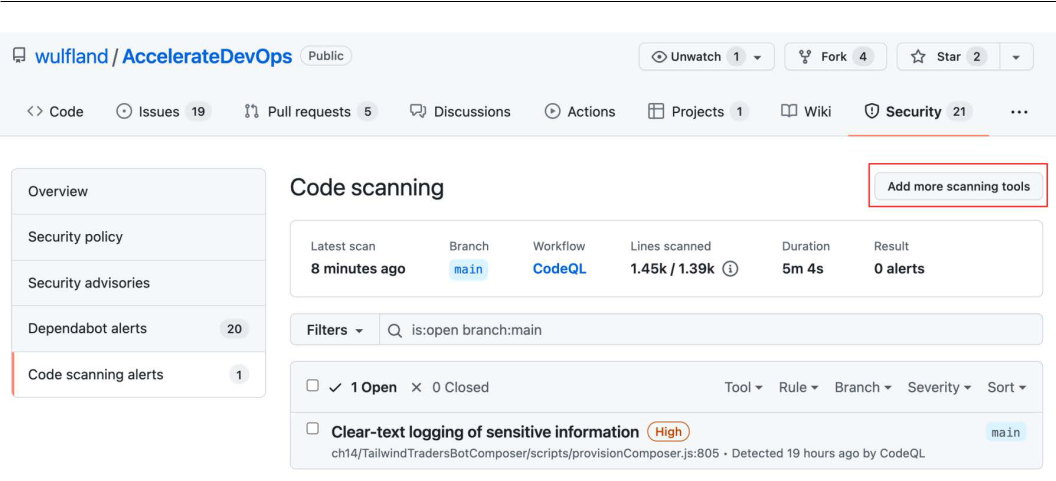 wulfland / AccelerateDevOps Public
Unwatch 1 Fork 4 Star 2
<> Code Issues 19 Pull requests 5 Discussions Actions Projects 1 Wiki Security 21 ...
Overview
Security policy
Security advisories
Dependabot alerts 20
Code scanning alerts 1
Code scanning
Add more scanning tools
Latest scan Branch Workflow Lines scanned Duration Result
8 minutes ago main CodeQL 1.45k / 1.39k 5m 4s 0 alerts
Filters is:open branch:main
1 Open 0 Closed Tool Rule Branch Severity Sort
Clear-text logging of sensitive information High main
ch14/TailwindTradersBotComposer/scripts/provisionComposer.js:805 • Detected 19 hours ago by CodeQL